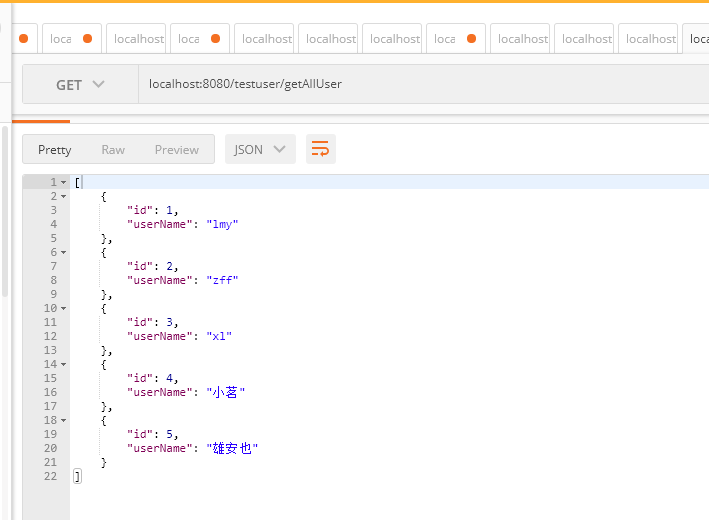 loca loca localhost loca localhost localhost localhost loca localhost localhost localhost loca
GET localhost:8080/testuser/getAllUser
Pretty Raw Preview JSON
1 [
2 {
3 "id": 1,
4 "userName": "lmy"
5 },
6 {
7 "id": 2,
8 "userName": "zff"
9 },
10 {
11 "id": 3,
12 "userName": "xl"
13 },
14 {
15 "id": 4,
16 "userName": "小茗"
17 },
18 {
19 "id": 5,
20 "userName": "雄安也"
21 }
22 ]